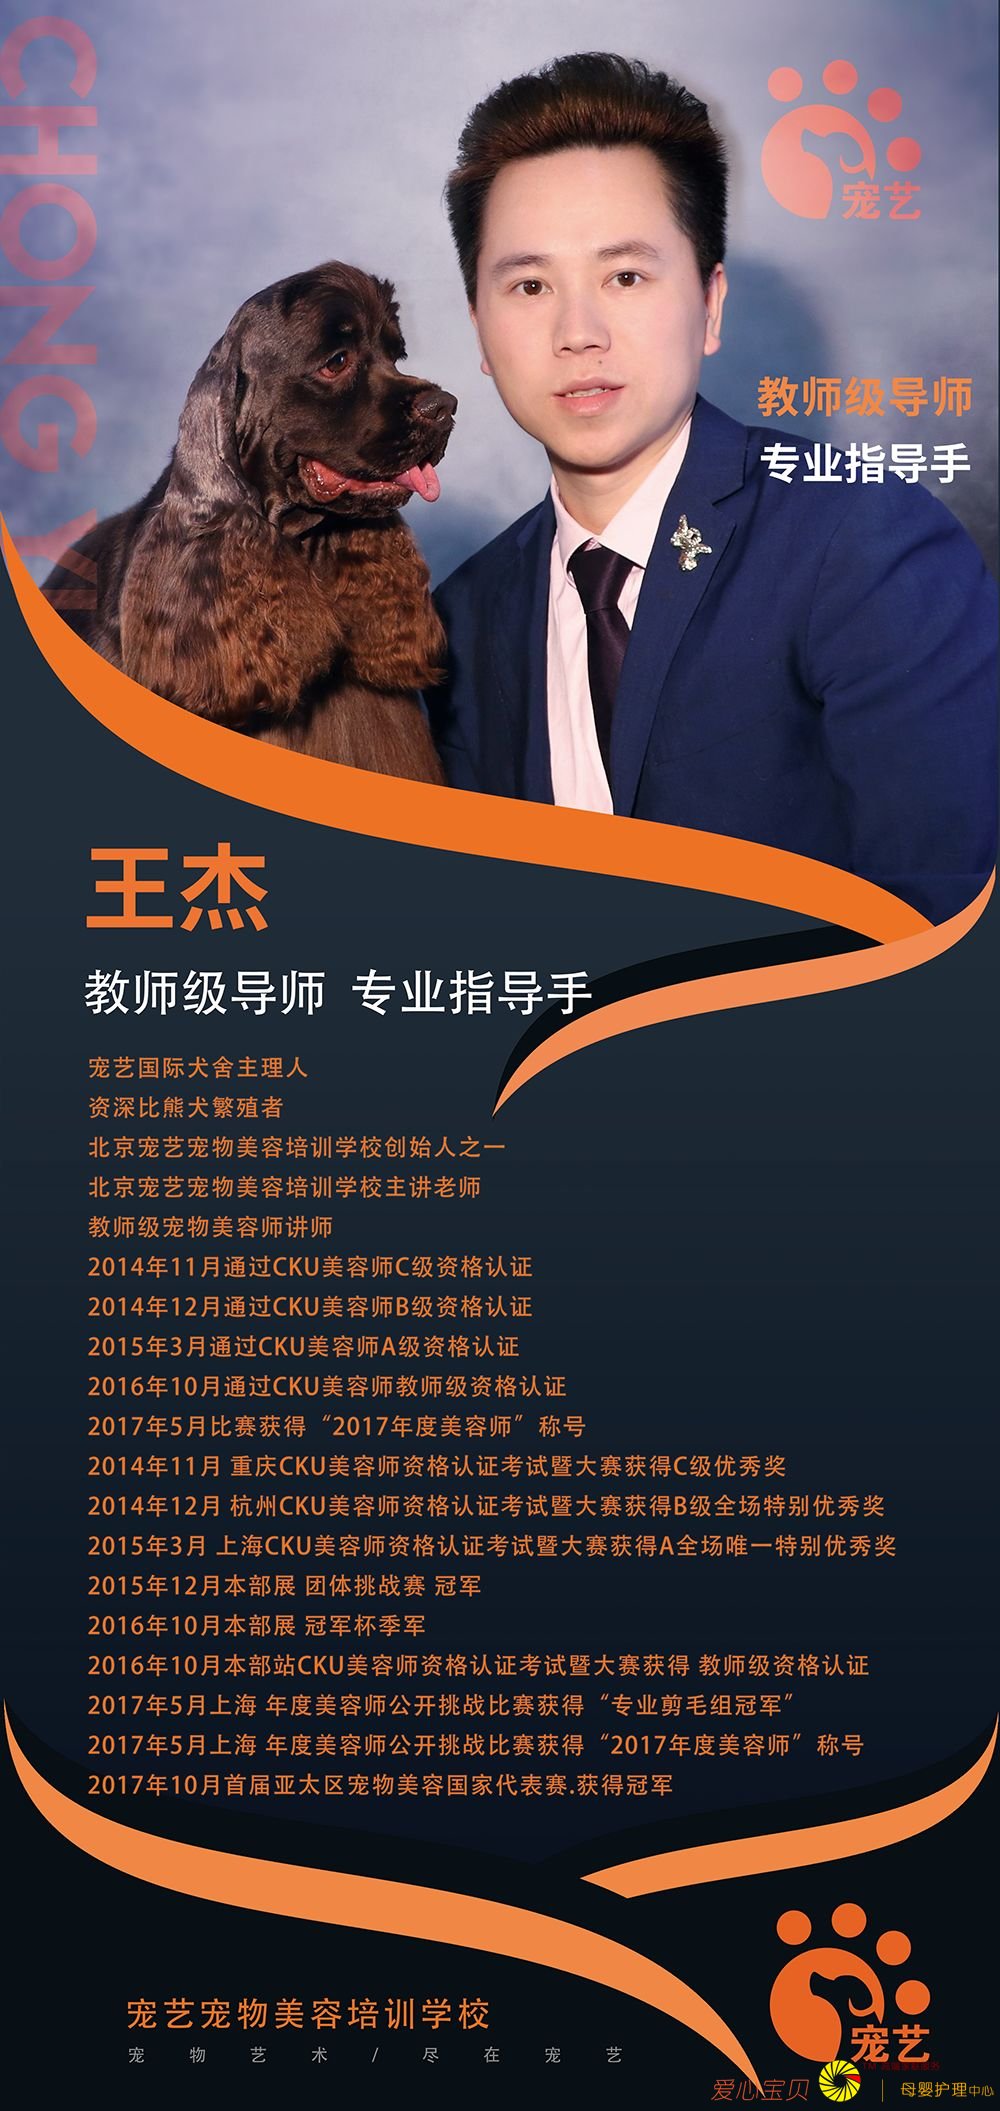 CHONG YI
宠艺
教师级导师
专业指导手
王杰
教师级导师 专业指导手
宠艺国际犬舍主理人
资深比熊犬繁殖者
北京宠艺宠物美容培训学校创始人之一
北京宠艺宠物美容培训学校主讲老师
教师级宠物美容师讲师
2014年11月通过CKU美容师C级资格认证
2014年12月通过CKU美容师B级资格认证
2015年3月通过CKU美容师A级资格认证
2016年10月通过CKU美容师教师级资格认证
2017年5月比赛获得“2017年度美容师”称号
2014年11月 重庆CKU美容师资格认证考试暨大赛获得C级优秀奖
2014年12月 杭州CKU美容师资格认证考试暨大赛获得B级全场特别优秀奖
2015年3月 上海CKU美容师资格认证考试暨大赛获得A全场唯一特别优秀奖
2015年12月本部展 团体挑战赛 冠军
2016年10月本部展 冠军杯季军
2016年10月本部站CKU美容师资格认证考试暨大赛获得 教师级资格认证
2017年5月上海 年度美容师公开挑战比赛获得“专业剪毛组冠军”
2017年5月上海 年度美容师公开挑战比赛获得“2017年度美容师”称号
2017年10月首届亚太区宠物美容国家代表赛.获得冠军
宠艺宠物美容培训学校
宠物艺术/尽在宠艺
宠艺
爱心宝贝 | 母婴护理中心